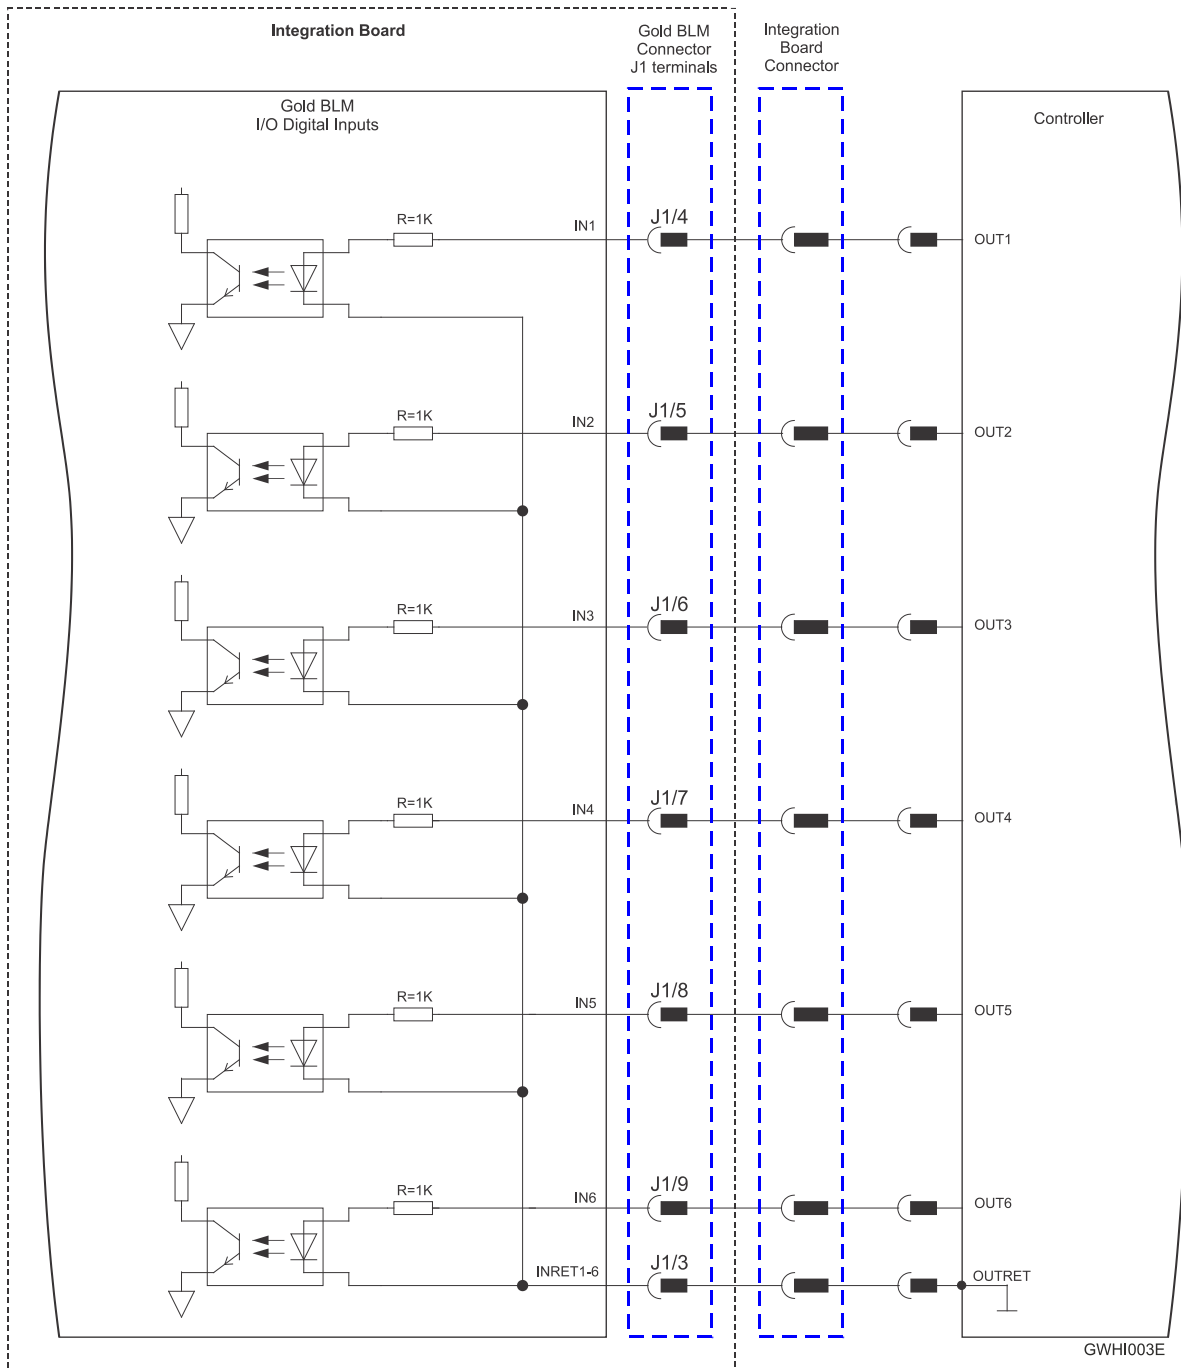 Integration Board
Gold BLM
Connector
J1 terminals
Integration
Board
Connector
Gold BLM
I/O Digital Inputs
Controller
R=1K
IN1
J1/4
OUT1
R=1K
IN2
J1/5
OUT2
R=1K
IN3
J1/6
OUT3
R=1K
IN4
J1/7
OUT4
R=1K
IN5
J1/8
OUT5
R=1K
IN6
J1/9
OUT6
INRET1-6
J1/3
OUTRET
GWHI003E